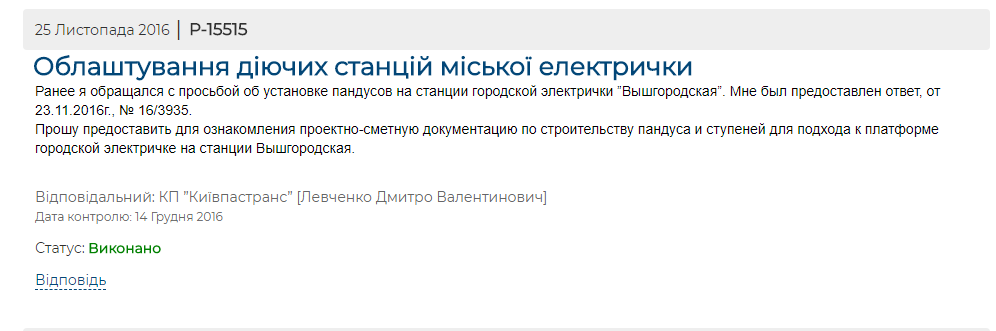 25 Листопада 2016 | Р-15515
Облаштування діючих станцій міської електрички
Ранее я обращался с просьбой об установке пандусов на станции городской электрички ”Вышгородская”. Мне был предоставлен ответ, от
23.11.2016г., № 16/3935.
Прошу предоставить для ознакомления проектно-сметную документацию по строительству пандуса и ступеней для подхода к платформе
городской электричке на станции Вышгородская.
Відповідальний: КП ”Київпастранс” [Левченко Дмитро Валентинович]
Дата контролю: 14 Грудня 2016
Статус: Виконано
Відповідь